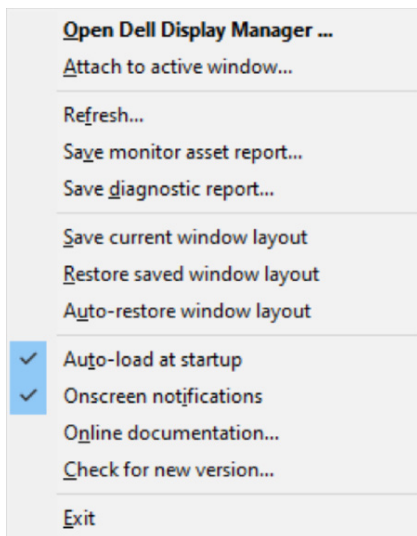 Open Dell Display Manager ...
Attach to active window...
Refresh...
Save monitor asset report...
Save diagnostic report...
Save current window layout
Restore saved window layout
Auto-restore window layout
Auto-load at startup
Onscreen notifications
Online documentation...
Check for new version...
Exit